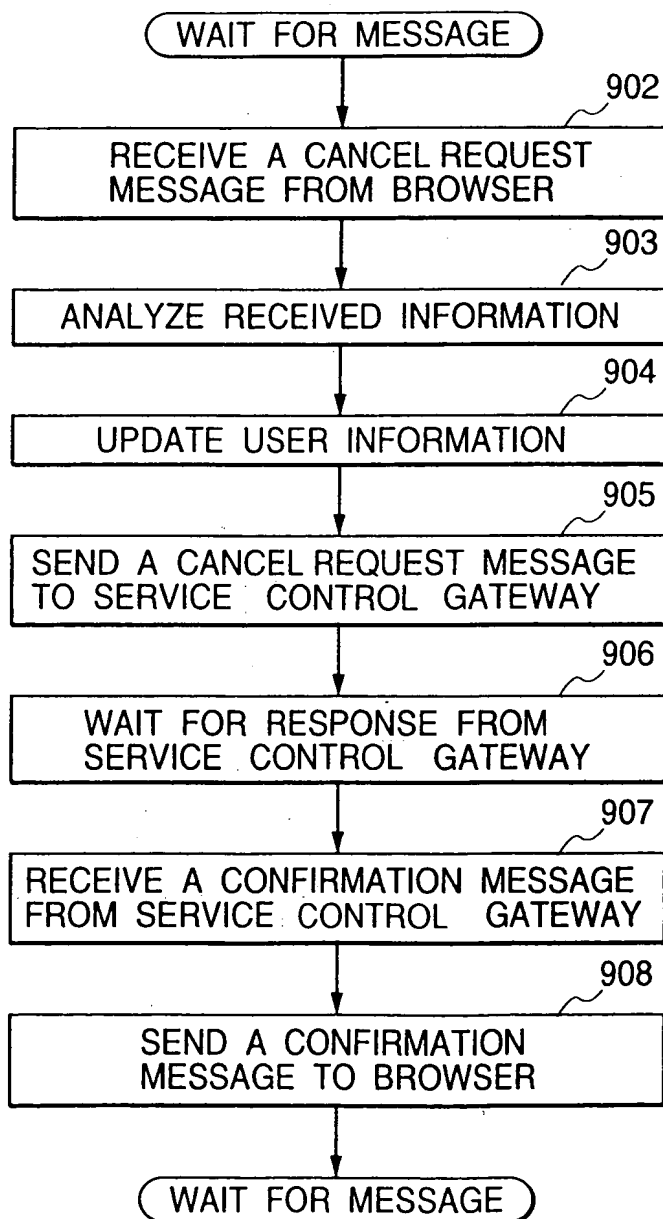 WAIT FOR MESSAGE
902
RECEIVE A CANCEL REQUEST
MESSAGE FROM BROWSER
903
ANALYZE RECEIVED INFORMATION
904
UPDATE USER INFORMATION
905
SEND A CANCEL REQUEST MESSAGE
TO SERVICE CONTROL GATEWAY
906
WAIT FOR RESPONSE FROM
SERVICE CONTROL GATEWAY
907
RECEIVE A CONFIRMATION MESSAGE
FROM SERVICE CONTROL GATEWAY
908
SEND A CONFIRMATION
MESSAGE TO BROWSER
WAIT FOR MESSAGE